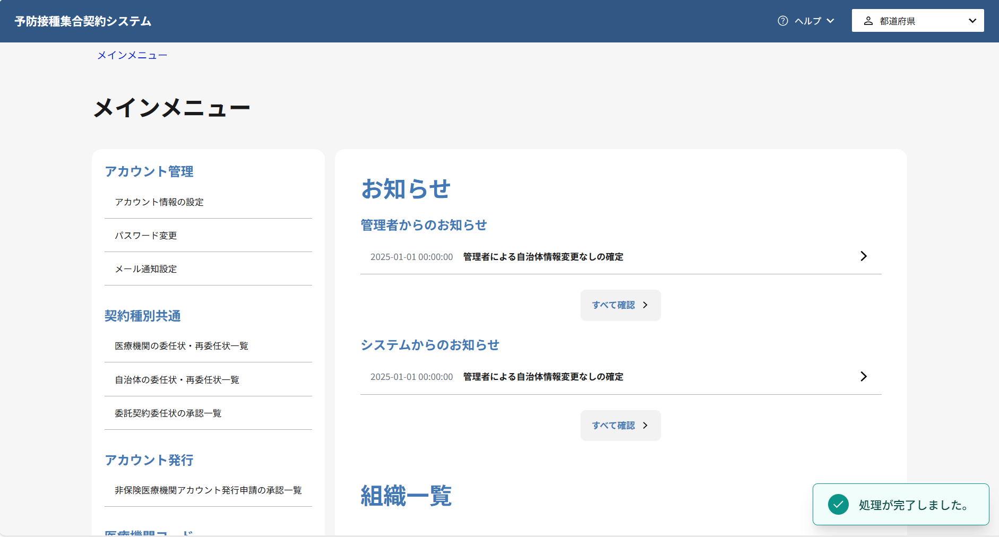 予防接種集合契約システム
ヘルプ
都道府県
メインメニュー
メインメニュー
アカウント管理
アカウント情報の設定
パスワード変更
メール通知設定
契約種別共通
医療機関の委任状・再委任状一覧
自治体の委任状・再委任状一覧
委託契約委任状の承認一覧
アカウント発行
非保険医療機関アカウント発行申請の承認一覧
医療機関コード
お知らせ
管理者からのお知らせ
2025-01-01 00:00:00 管理者による自治体情報変更なしの確定
すべて確認
システムからのお知らせ
2025-01-01 00:00:00 管理者による自治体情報変更なしの確定
すべて確認
組織一覧
処理が完了しました。